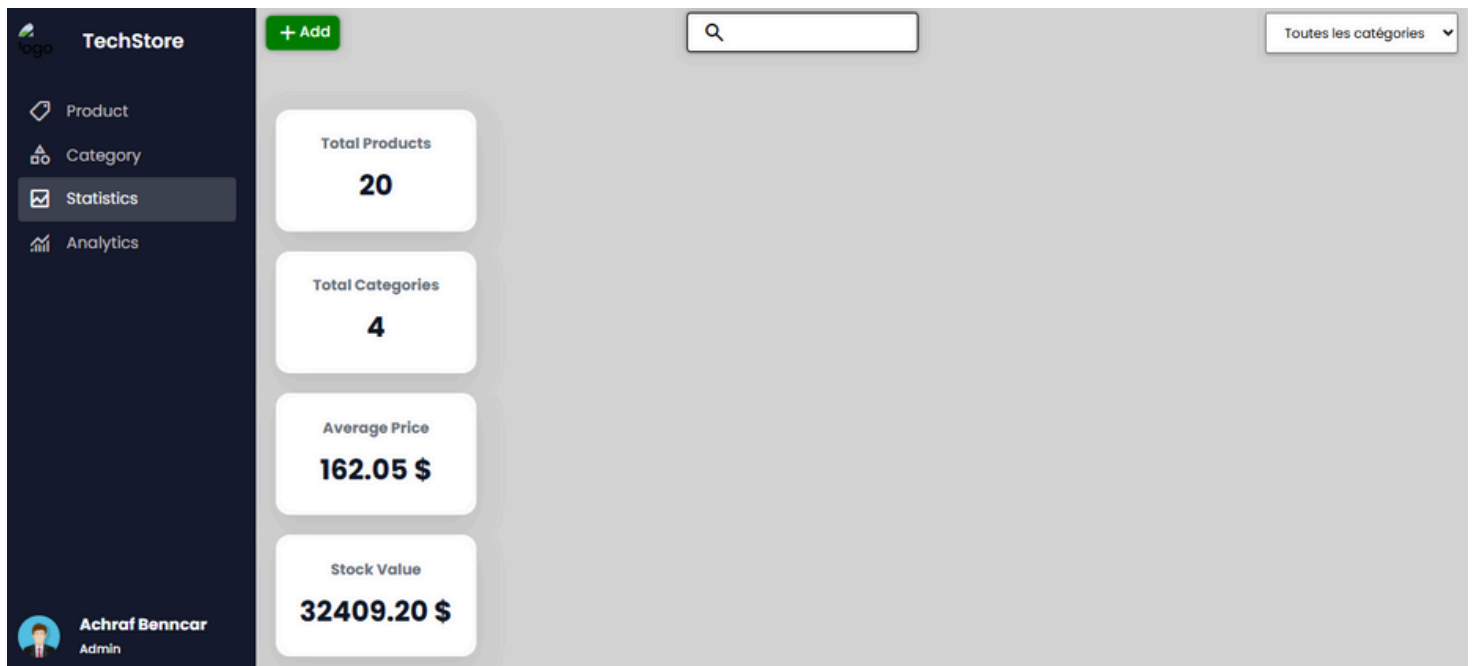 logo
TechStore
Product
Category
Statistics
Analytics
Achraf Benncar
Admin
+ Add
Toutes les catégories
Total Products
20
Total Categories
4
Average Price
162.05 $
Stock Value
32409.20 $